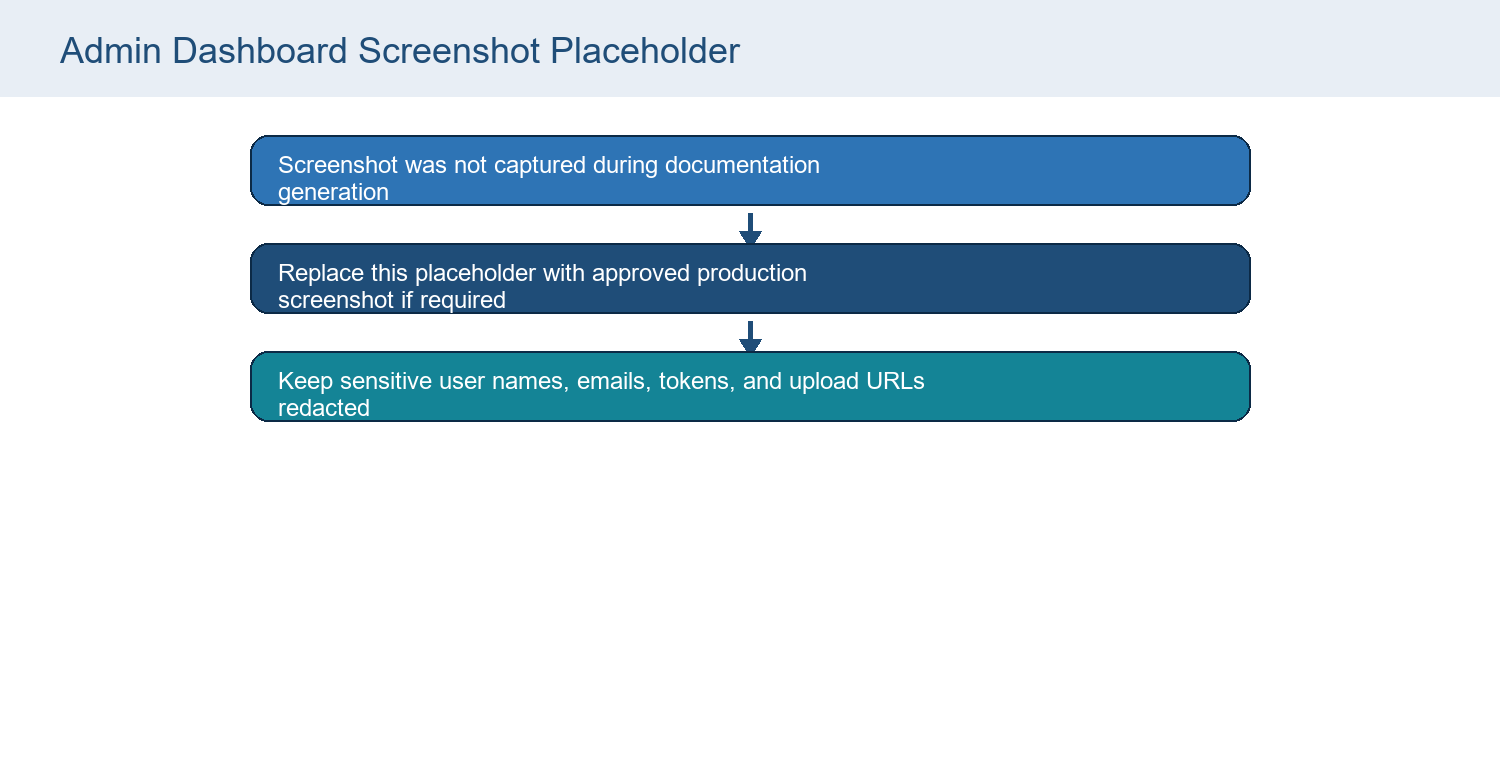 Admin Dashboard Screenshot Placeholder
Screenshot was not captured during documentation
generation
Replace this placeholder with approved production
screenshot if required
Keep sensitive user names, emails, tokens, and upload URLs
redacted